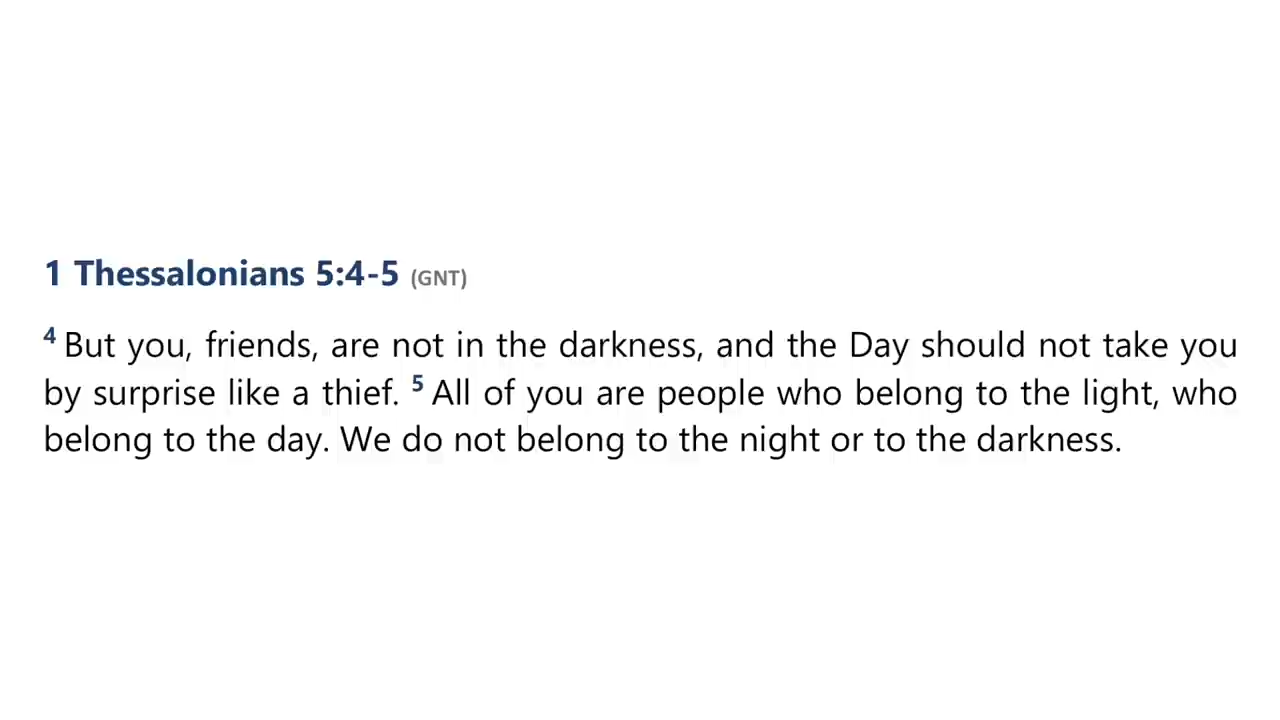 1 Thessalonians 5:4-5 (GNT)
4 But you, friends, are not in the darkness, and the Day should not take you
by surprise like a thief. 5 All of you are people who belong to the light, who
belong to the day. We do not belong to the night or to the darkness.